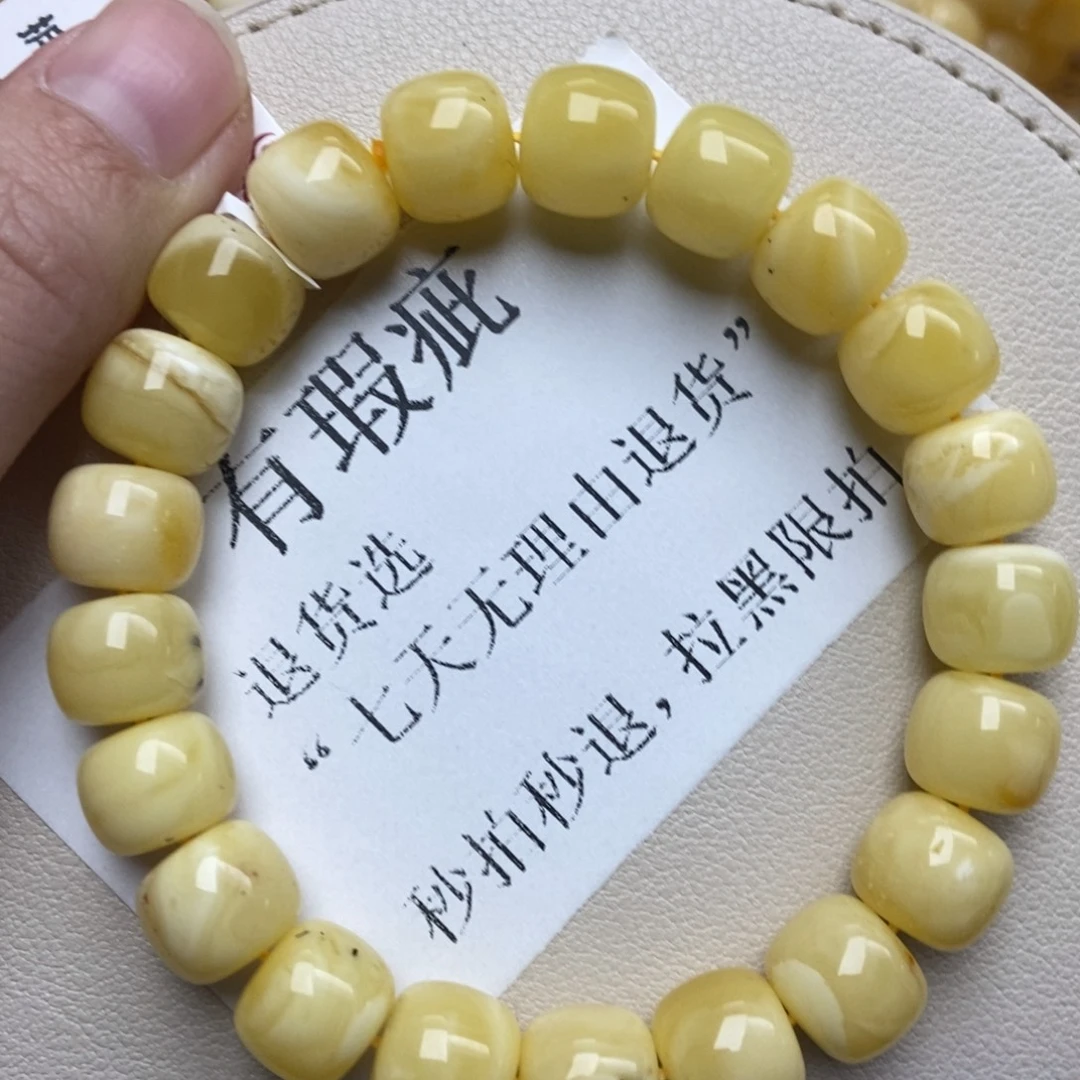 有瑕疵
退货选
“七天无理由退货”
秒拍秒退,拉黑限拍